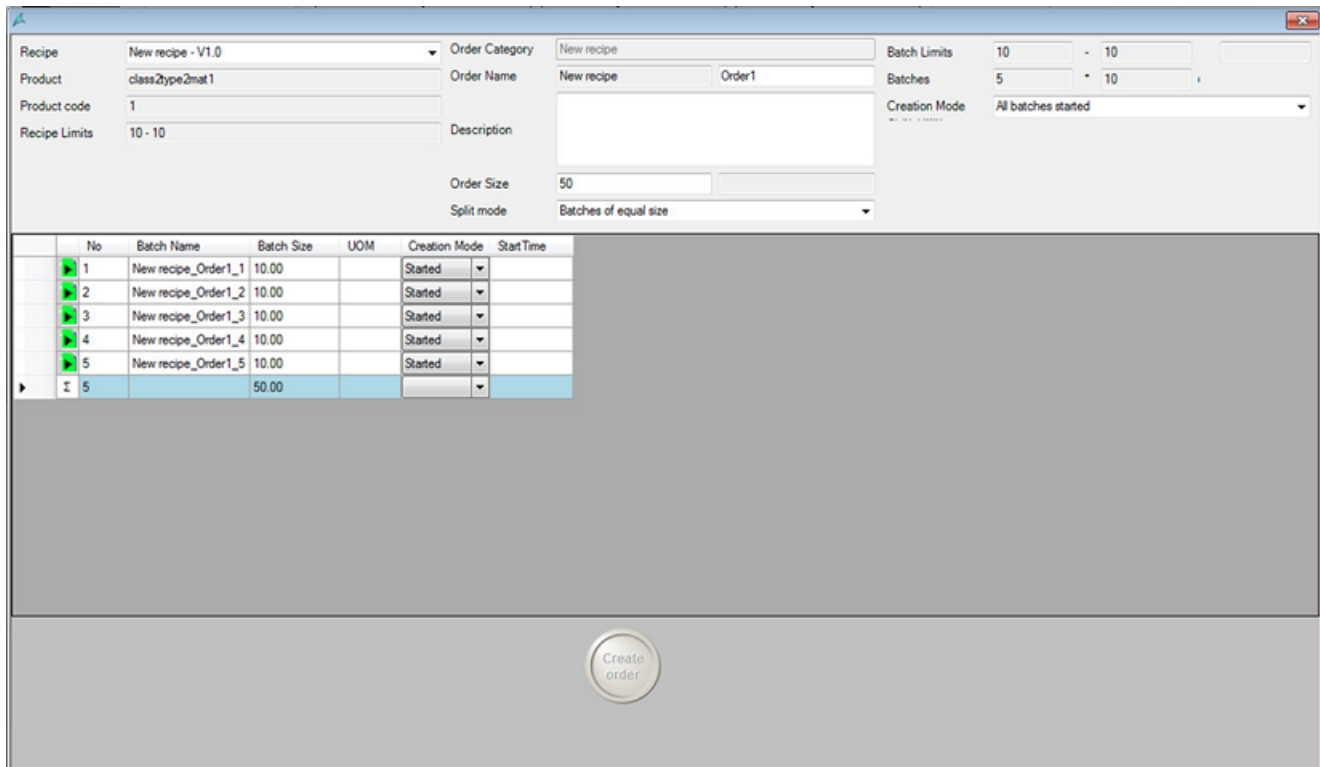 Recipe New recipe - V1.0 Order Category New recipe Batch Limits 10 - 10
Product class2type2mat1 Order Name New recipe Order1 Batches 5 * 10
Product code 1 Creation Mode All batches started
Recipe Limits 10 - 10 Description
Order Size 50
Split mode Batches of equal size
No Batch Name Batch Size UOM Creation Mode StartTime
1 New recipe_Order1_1 10.00 Started
2 New recipe_Order1_2 10.00 Started
3 New recipe_Order1_3 10.00 Started
4 New recipe_Order1_4 10.00 Started
5 New recipe_Order1_5 10.00 Started
Σ 5 50.00
Create
order